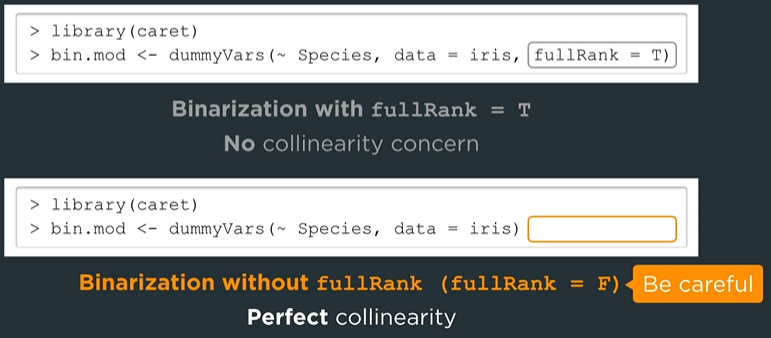 > library(caret)
> bin.mod <- dummyVars(~ Species, data = iris, fullRank = T)
Binarization with fullRank = T
No collinearity concern
> library(caret)
> bin.mod <- dummyVars(~ Species, data = iris)
Binarization without fullRank (fullRank = F)
Be careful
Perfect collinearity